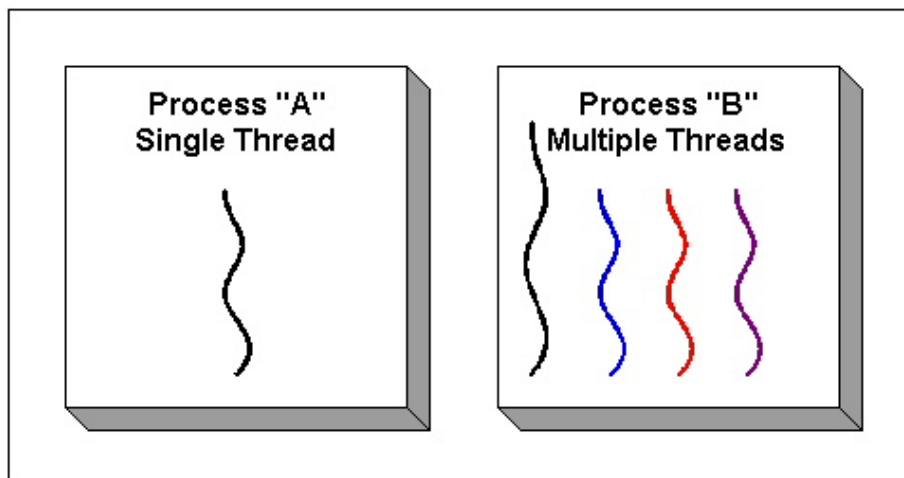 Process "A"
Single Thread
Process "B"
Multiple Threads